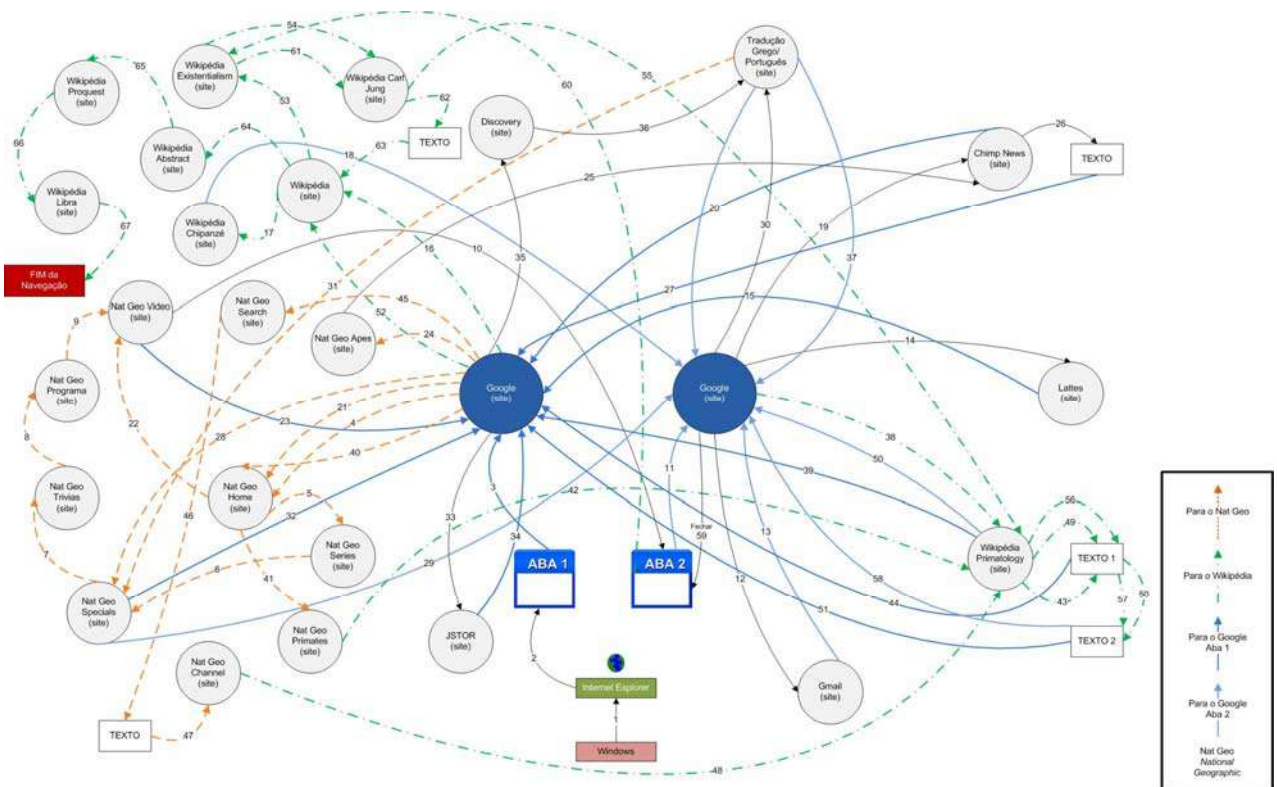 54
Wikipédia
Existentialism
(site)
61
Wikipédia Carl
Jung
(site)
60
55
Tradução
Grego/
Português
(site)
65
Wikipédia
Proquest
(site)
53
62
Discovery
(site)
36
26
TEXTO
63
TEXTO
Chimp News
(site)
Wikipédia
Abstract
(site)
64
18
66
Wikipédia
(site)
25
Wikipédia
Libra
(site)
Wikipédia
Chipanzé
(site)
17
20
19
30
67
16
10
35
37
FIM da
Navegação
31
27
15
Nat Geo Video
(site)
Nat Geo
Search
(site)
45
52
24
Nat Geo Apes
(site)
9
14
Google
(site)
Google
(site)
Lattes
(site)
Nat Geo
Programa
(sitc)
22
28
23
21
4
40
38
50
39
8
11
42
3
Nat Geo
Trivias
(site)
Nat Geo
Home
(site)
5
32
46
33
34
13
Fechar
59
56
49
Nat Geo
Series
(site)
7
6
ABA 1
ABA 2
Wikipédia
Primatology
(site)
TEXTO 1
29
12
58
44
43
57
60
41
51
Nat Geo
Specials
(site)
Nat Geo
Primates
(site)
JSTOR
(site)
TEXTO 2
2
Nat Geo
Channel
(site)
Internet Explorer
Gmail
(site)
1
TEXTO
47
Windows
48
Para o Nat Geo
Para o Wikipédia
Para o Google
Aba 1
Para o Google
Aba 2
Nat Geo
National
Geographic